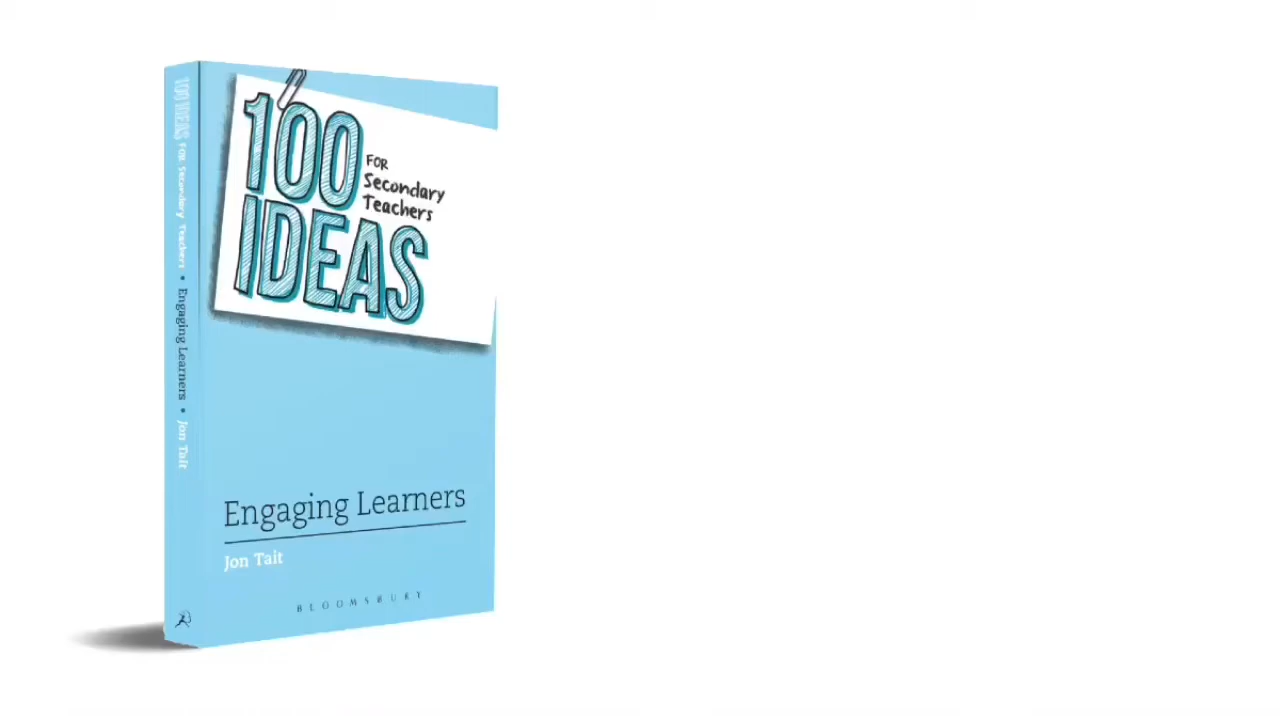 100 IDEAS FOR Secondary Teachers • Engaging Learners • Jon Tait
100
FOR
Secondary
Teachers
IDEAS
Engaging Learners
Jon Tait
BLOOMSBURY